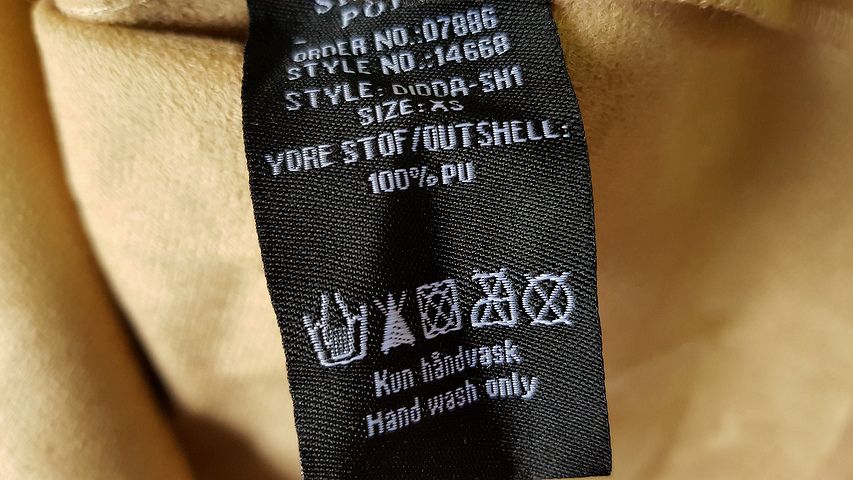 ORDER NO.:07886
STYLE NO.:14668
STYLE: DIDDA-SH1
SIZE: XS
YORE STOF/OUTSHELL:
100% PU
Kun håndvask
Hand wash only